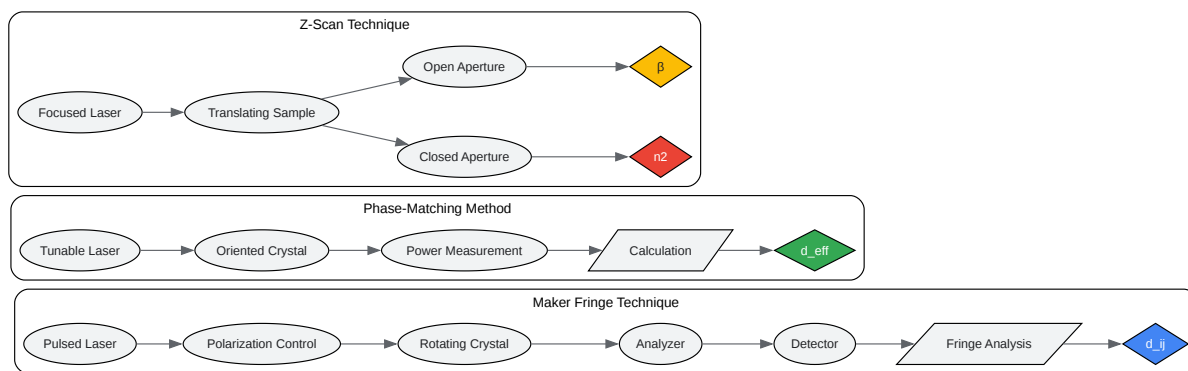 Z-Scan Technique
Focused Laser
Translating Sample
Open Aperture
β
Closed Aperture
n2
Phase-Matching Method
Tunable Laser
Oriented Crystal
Power Measurement
Calculation
d_eff
Maker Fringe Technique
Pulsed Laser
Polarization Control
Rotating Crystal
Analyzer
Detector
Fringe Analysis
d_ij